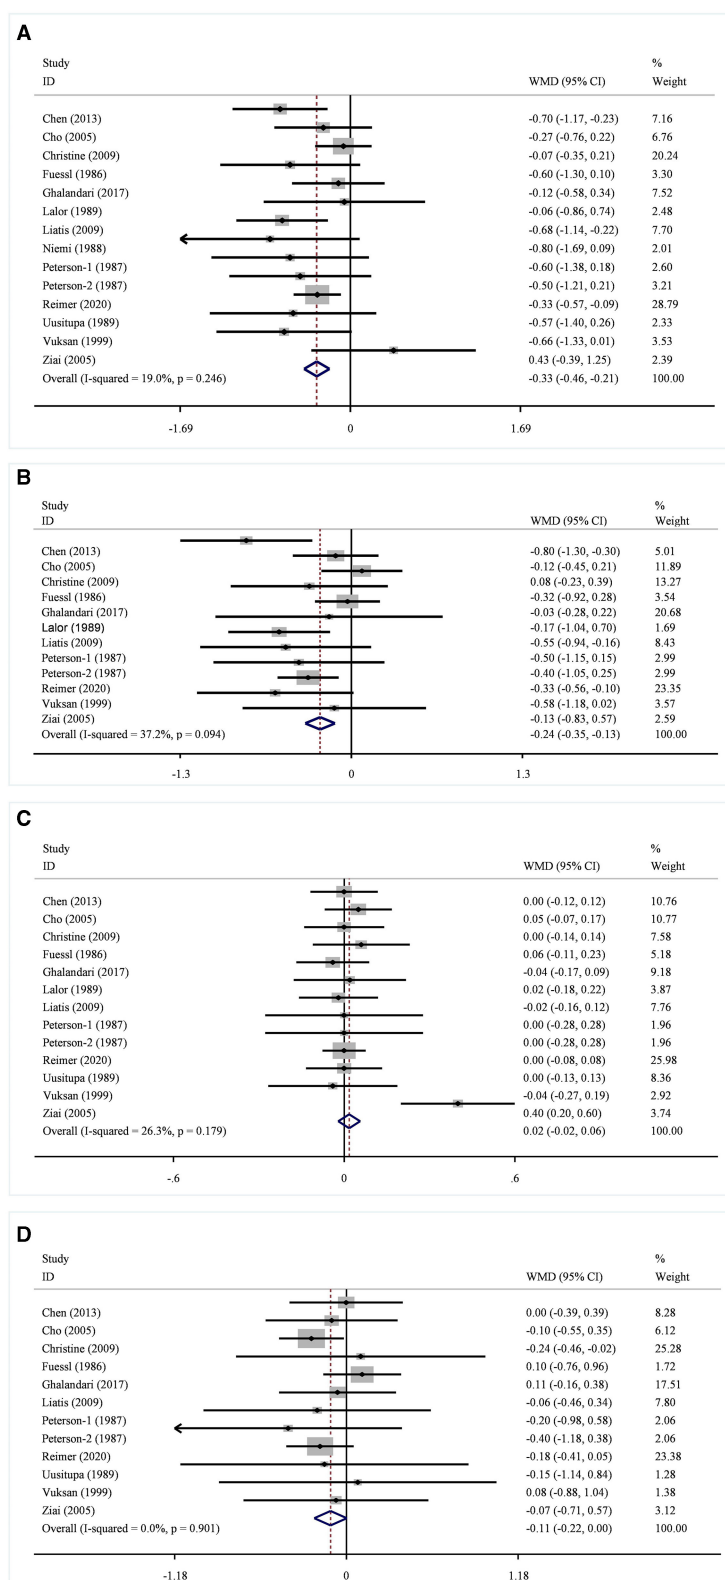 A
Study %
ID WMD (95% CI) Weight
Chen (2013) -0.70 (-1.17, -0.23) 7.16
Cho (2005) -0.27 (-0.76, 0.22) 6.76
Christine (2009) -0.07 (-0.35, 0.21) 20.24
Fuessl (1986) -0.60 (-1.30, 0.10) 3.30
Ghalandari (2017) -0.12 (-0.58, 0.34) 7.52
Lalor (1989) -0.06 (-0.86, 0.74) 2.48
Liatis (2009) -0.68 (-1.14, -0.22) 7.70
Niemi (1988) -0.80 (-1.69, 0.09) 2.01
Peterson-1 (1987) -0.60 (-1.38, 0.18) 2.60
Peterson-2 (1987) -0.50 (-1.21, 0.21) 3.21
Reimer (2020) -0.33 (-0.57, -0.09) 28.79
Uusitupa (1989) -0.57 (-1.40, 0.26) 2.33
Vuksan (1999) -0.66 (-1.33, 0.01) 3.53
Ziai (2005) 0.43 (-0.39, 1.25) 2.39
Overall (I-squared = 19.0%, p = 0.246) -0.33 (-0.46, -0.21) 100.00
-1.69 0 1.69
B
Study %
ID WMD (95% CI) Weight
Chen (2013) -0.80 (-1.30, -0.30) 5.01
Cho (2005) -0.12 (-0.45, 0.21) 11.89
Christine (2009) 0.08 (-0.23, 0.39) 13.27
Fuessl (1986) -0.32 (-0.92, 0.28) 3.54
Ghalandari (2017) -0.03 (-0.28, 0.22) 20.68
Lalor (1989) -0.17 (-1.04, 0.70) 1.69
Liatis (2009) -0.55 (-0.94, -0.16) 8.43
Peterson-1 (1987) -0.50 (-1.15, 0.15) 2.99
Peterson-2 (1987) -0.40 (-1.05, 0.25) 2.99
Reimer (2020) -0.33 (-0.56, -0.10) 23.35
Vuksan (1999) -0.58 (-1.18, 0.02) 3.57
Ziai (2005) -0.13 (-0.83, 0.57) 2.59
Overall (I-squared = 37.2%, p = 0.094) -0.24 (-0.35, -0.13) 100.00
-1.3 0 1.3
C
Study %
ID WMD (95% CI) Weight
Chen (2013) 0.00 (-0.12, 0.12) 10.76
Cho (2005) 0.05 (-0.07, 0.17) 10.77
Christine (2009) 0.00 (-0.14, 0.14) 7.58
Fuessl (1986) 0.06 (-0.11, 0.23) 5.18
Ghalandari (2017) -0.04 (-0.17, 0.09) 9.18
Lalor (1989) 0.02 (-0.18, 0.22) 3.87
Liatis (2009) -0.02 (-0.16, 0.12) 7.76
Peterson-1 (1987) 0.00 (-0.28, 0.28) 1.96
Peterson-2 (1987) 0.00 (-0.28, 0.28) 1.96
Reimer (2020) 0.00 (-0.08, 0.08) 25.98
Uusitupa (1989) 0.00 (-0.13, 0.13) 8.36
Vuksan (1999) -0.04 (-0.27, 0.19) 2.92
Ziai (2005) 0.40 (0.20, 0.60) 3.74
Overall (I-squared = 26.3%, p = 0.179) 0.02 (-0.02, 0.06) 100.00
-.6 0 .6
D
Study %
ID WMD (95% CI) Weight
Chen (2013) 0.00 (-0.39, 0.39) 8.28
Cho (2005) -0.10 (-0.55, 0.35) 6.12
Christine (2009) -0.24 (-0.46, -0.02) 25.28
Fuessl (1986) 0.10 (-0.76, 0.96) 1.72
Ghalandari (2017) 0.11 (-0.16, 0.38) 17.51
Liatis (2009) -0.06 (-0.46, 0.34) 7.80
Peterson-1 (1987) -0.20 (-0.98, 0.58) 2.06
Peterson-2 (1987) -0.40 (-1.18, 0.38) 2.06
Reimer (2020) -0.18 (-0.41, 0.05) 23.38
Uusitupa (1989) -0.15 (-1.14, 0.84) 1.28
Vuksan (1999) 0.08 (-0.88, 1.04) 1.38
Ziai (2005) -0.07 (-0.71, 0.57) 3.12
Overall (I-squared = 0.0%, p = 0.901) -0.11 (-0.22, 0.00) 100.00
-1.18 0 1.18